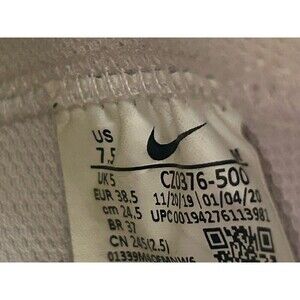 US
7.5
UK 5
EUR 38.5
cm 24.5
BR 37
CN 245(2.5)
CZ0376-500
11/20/19 01/04/20
UPC00194276113981